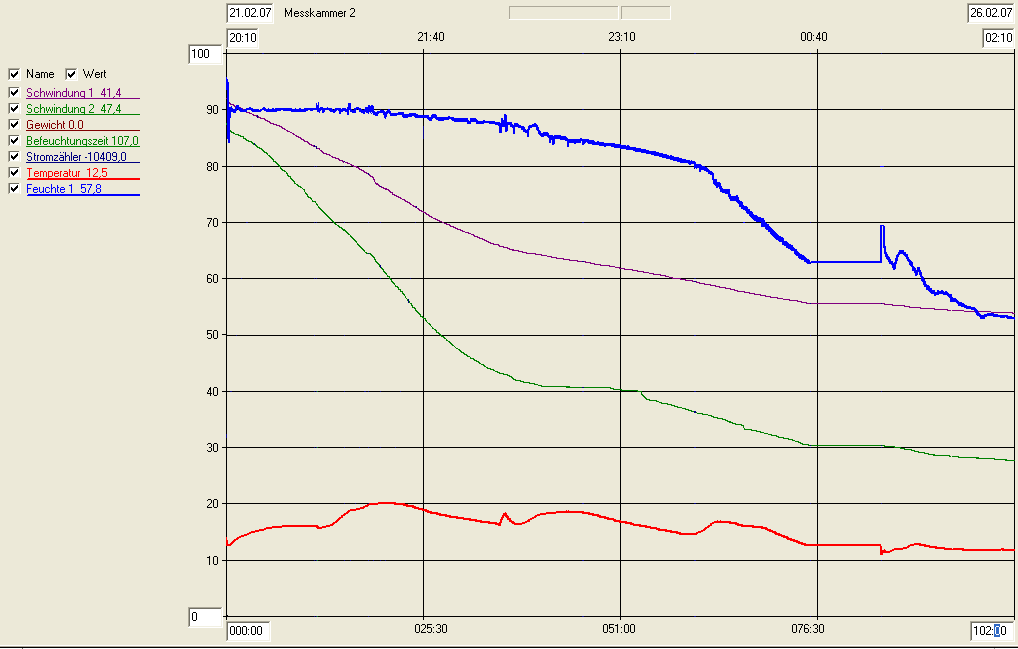 21.02.07 Messkammer 2 26.02.07
20:10 21:40 23:10 00:40 02:10
100
Name Wert
Schwindung 1 41,4
90
Schwindung 2 47,4
Gewicht 0.0
Befeuchtungszeit 107,0
Stromzähler -10409,0
80
Temperatur 12,5
Feuchte 1 57,8
70
60
50
40
30
20
10
0
000:00 025:30 051:00 076:30 102:00